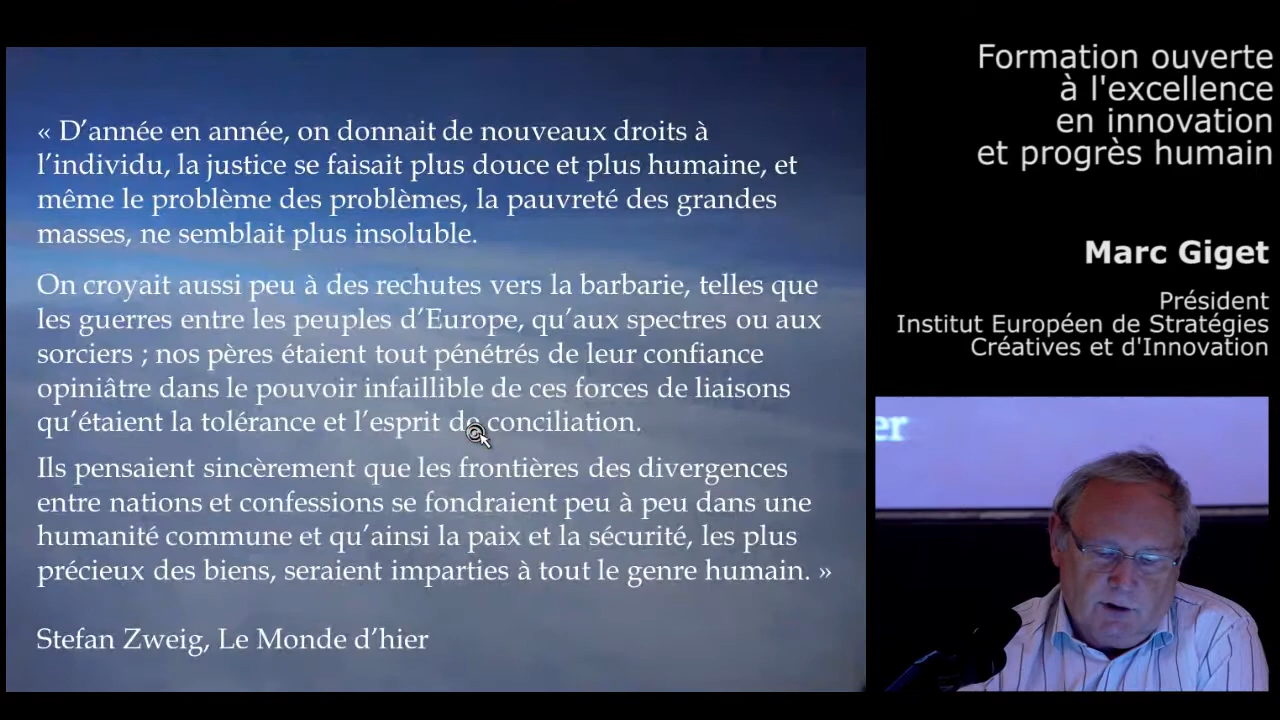 « D’année en année, on donnait de nouveaux droits à
l’individu, la justice se faisait plus douce et plus humaine, et
même le problème des problèmes, la pauvreté des grandes
masses, ne semblait plus insoluble.
On croyait aussi peu à des rechutes vers la barbarie, telles que
les guerres entre les peuples d’Europe, qu’aux spectres ou aux
sorciers ; nos pères étaient tout pénétrés de leur confiance
opiniâtre dans le pouvoir infaillible de ces forces de liaisons
qu’étaient la tolérance et l’esprit de conciliation.
Ils pensaient sincèrement que les frontières des divergences
entre nations et confessions se fondraient peu à peu dans une
humanité commune et qu’ainsi la paix et la sécurité, les plus
précieux des biens, seraient imparties à tout le genre humain. »
Stefan Zweig, Le Monde d’hier
Formation ouverte
à l'excellence
en innovation
et progrès humain
Marc Giget
Président
Institut Européen de Stratégies
Créatives et d'Innovation
er